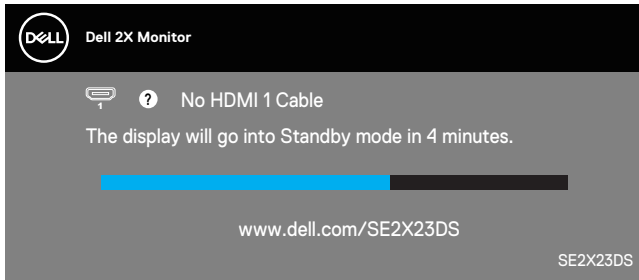 DELL
Dell 2X Monitor
1 ? No HDMI 1 Cable
The display will go into Standby mode in 4 minutes.
www.dell.com/SE2X23DS
SE2X23DS